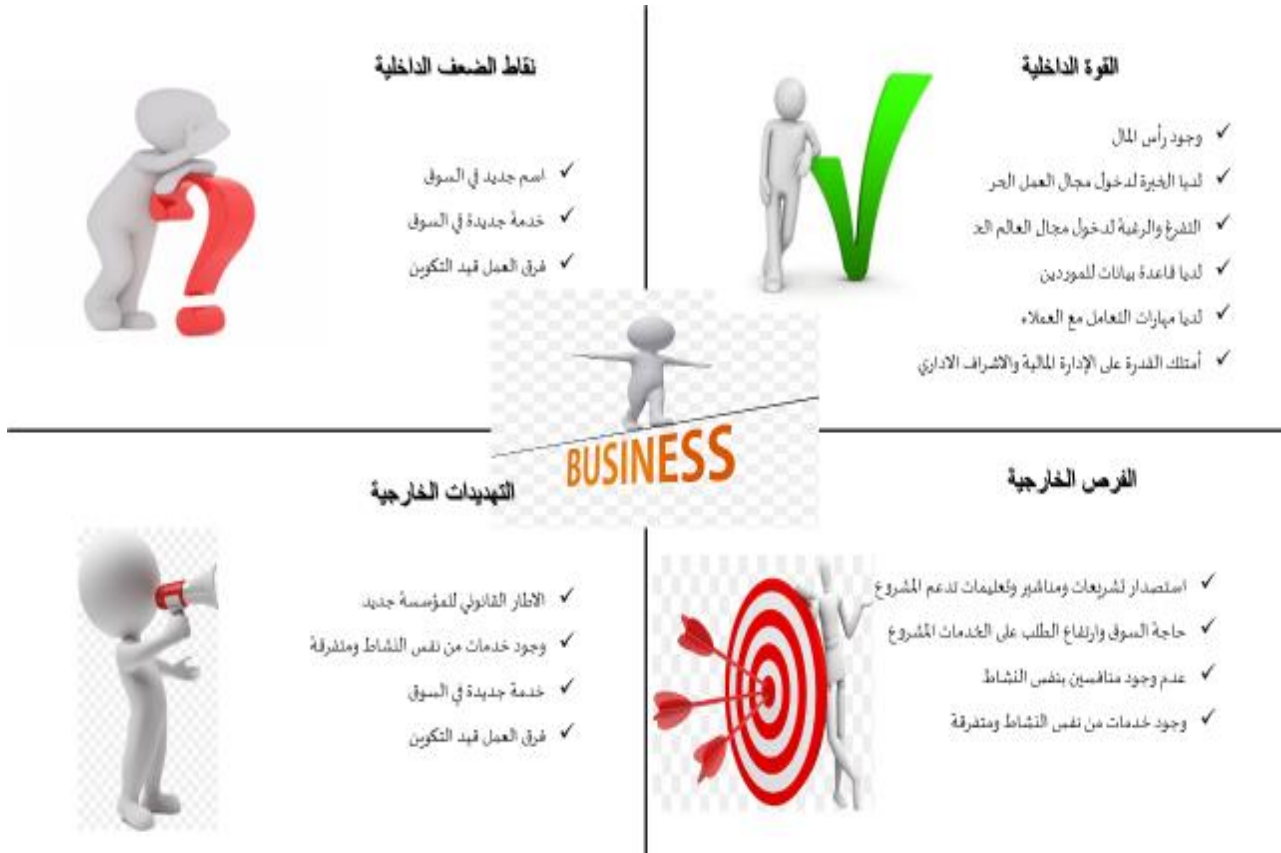 القوة الداخلية
وجود رأس المال
لديا الخبرة لدخول مجال العمل الحر
التفرغ والرغبة لدخول مجال العالم الحر
لديا قاعدة بيانات للموردين
لديا مهارات التعامل مع العملاء
أمتلك القدرة على الإدارة المالية والاشراف الاداري
نقاط الضعف الداخلية
اسم جديد في السوق
خدمة جديدة في السوق
فرق العمل قيد التكوين
BUSINESS
الفرص الخارجية
استصدار تشريعات ومناشير وتعليمات تدعم المشروع
حاجة السوق وارتفاع الطلب على الخدمات المشروع
عدم وجود منافسين بنفس النشاط
وجود خدمات من نفس النشاط ومتفرقة
التهديدات الخارجية
الاطار القانوني للمؤسسة جديد
وجود خدمات من نفس النشاط ومتفرقة
خدمة جديدة في السوق
فرق العمل قيد التكوين